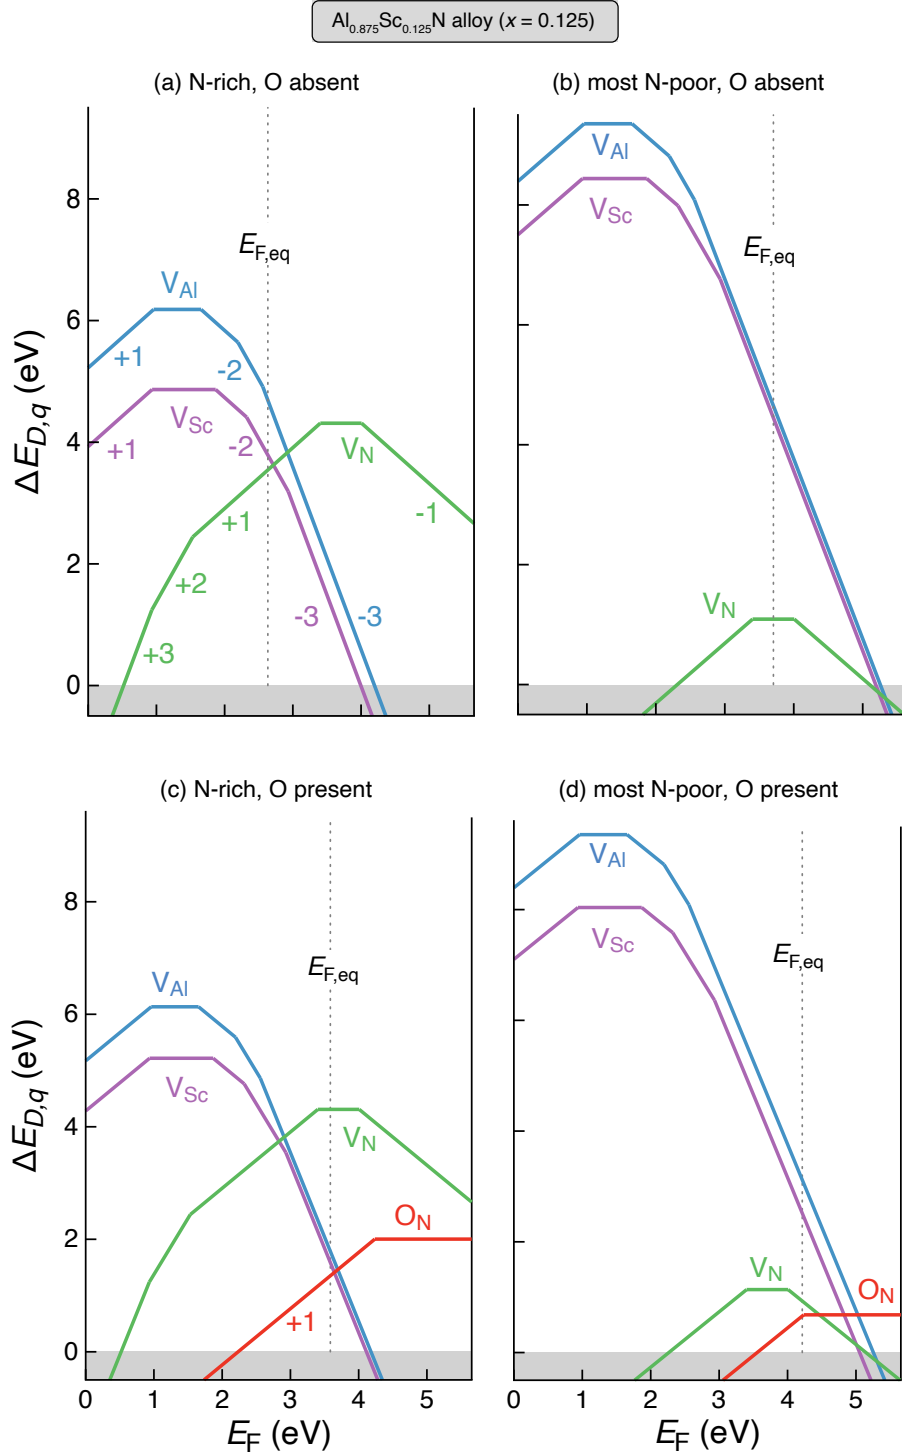 Al0.875Sc0.125N alloy (x = 0.125)
(a) N-rich, O absent
(b) most N-poor, O absent
ΔED,q (eV)
8
6
4
2
0
EF,eq
VAl
+1
-2
VSc
+1
-2
VN
+1
-1
+2
+3
-3
-3
VAl
VSc
EF,eq
VN
(c) N-rich, O present
(d) most N-poor, O present
ΔED,q (eV)
8
6
4
2
0
EF,eq
VAl
VSc
VN
ON
+1
0 1 2 3 4 5
EF (eV)
VAl
VSc
EF,eq
VN
ON
0 1 2 3 4 5
EF (eV)